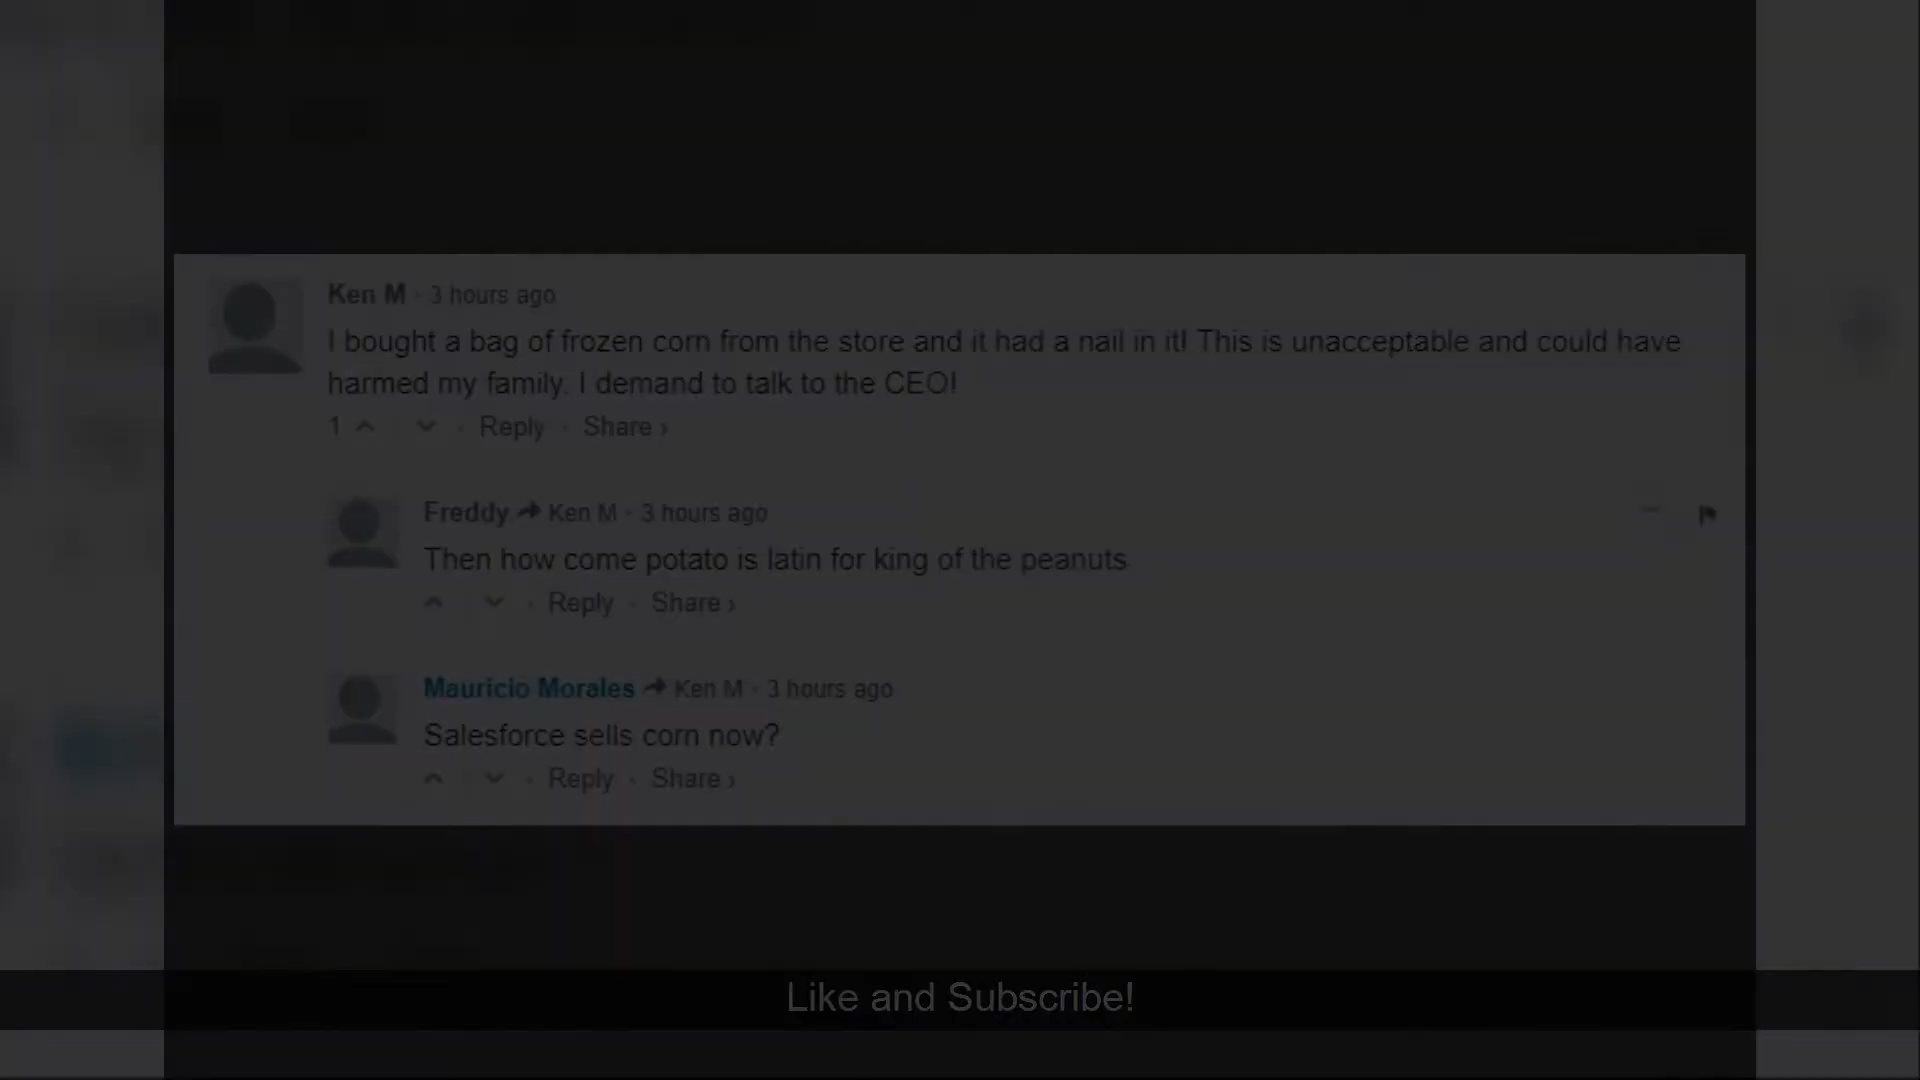 Ken M · 3 hours ago
I bought a bag of frozen corn from the store and it had a nail in it! This is unacceptable and could have
harmed my family. I demand to talk to the CEO!
1 · Reply · Share ›
Freddy Ken M · 3 hours ago
Then how come potato is latin for king of the peanuts
· Reply · Share ›
Mauricio Morales Ken M · 3 hours ago
Salesforce sells corn now?
· Reply · Share ›
Like and Subscribe!